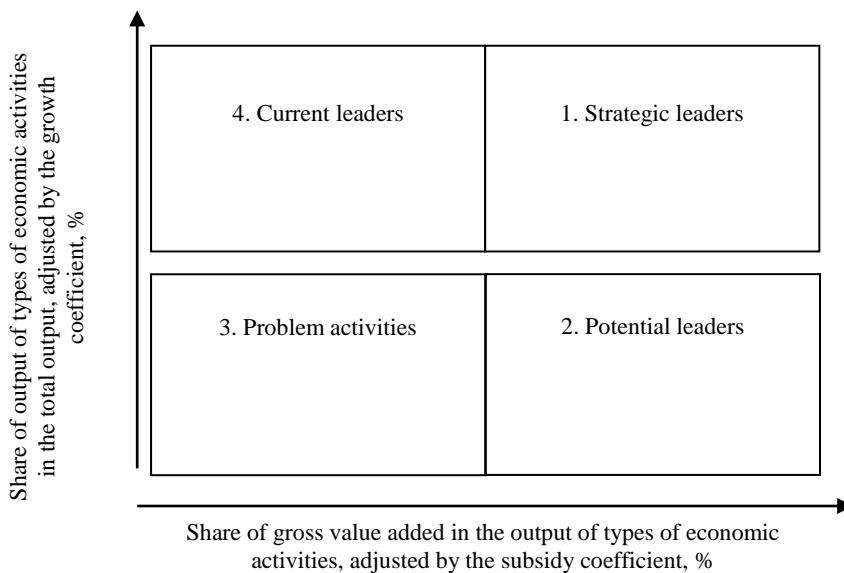 Share of output of types of economic activities
in the total output, adjusted by the growth
coefficient, %
4. Current leaders
1. Strategic leaders
3. Problem activities
2. Potential leaders
Share of gross value added in the output of types of economic
activities, adjusted by the subsidy coefficient, %